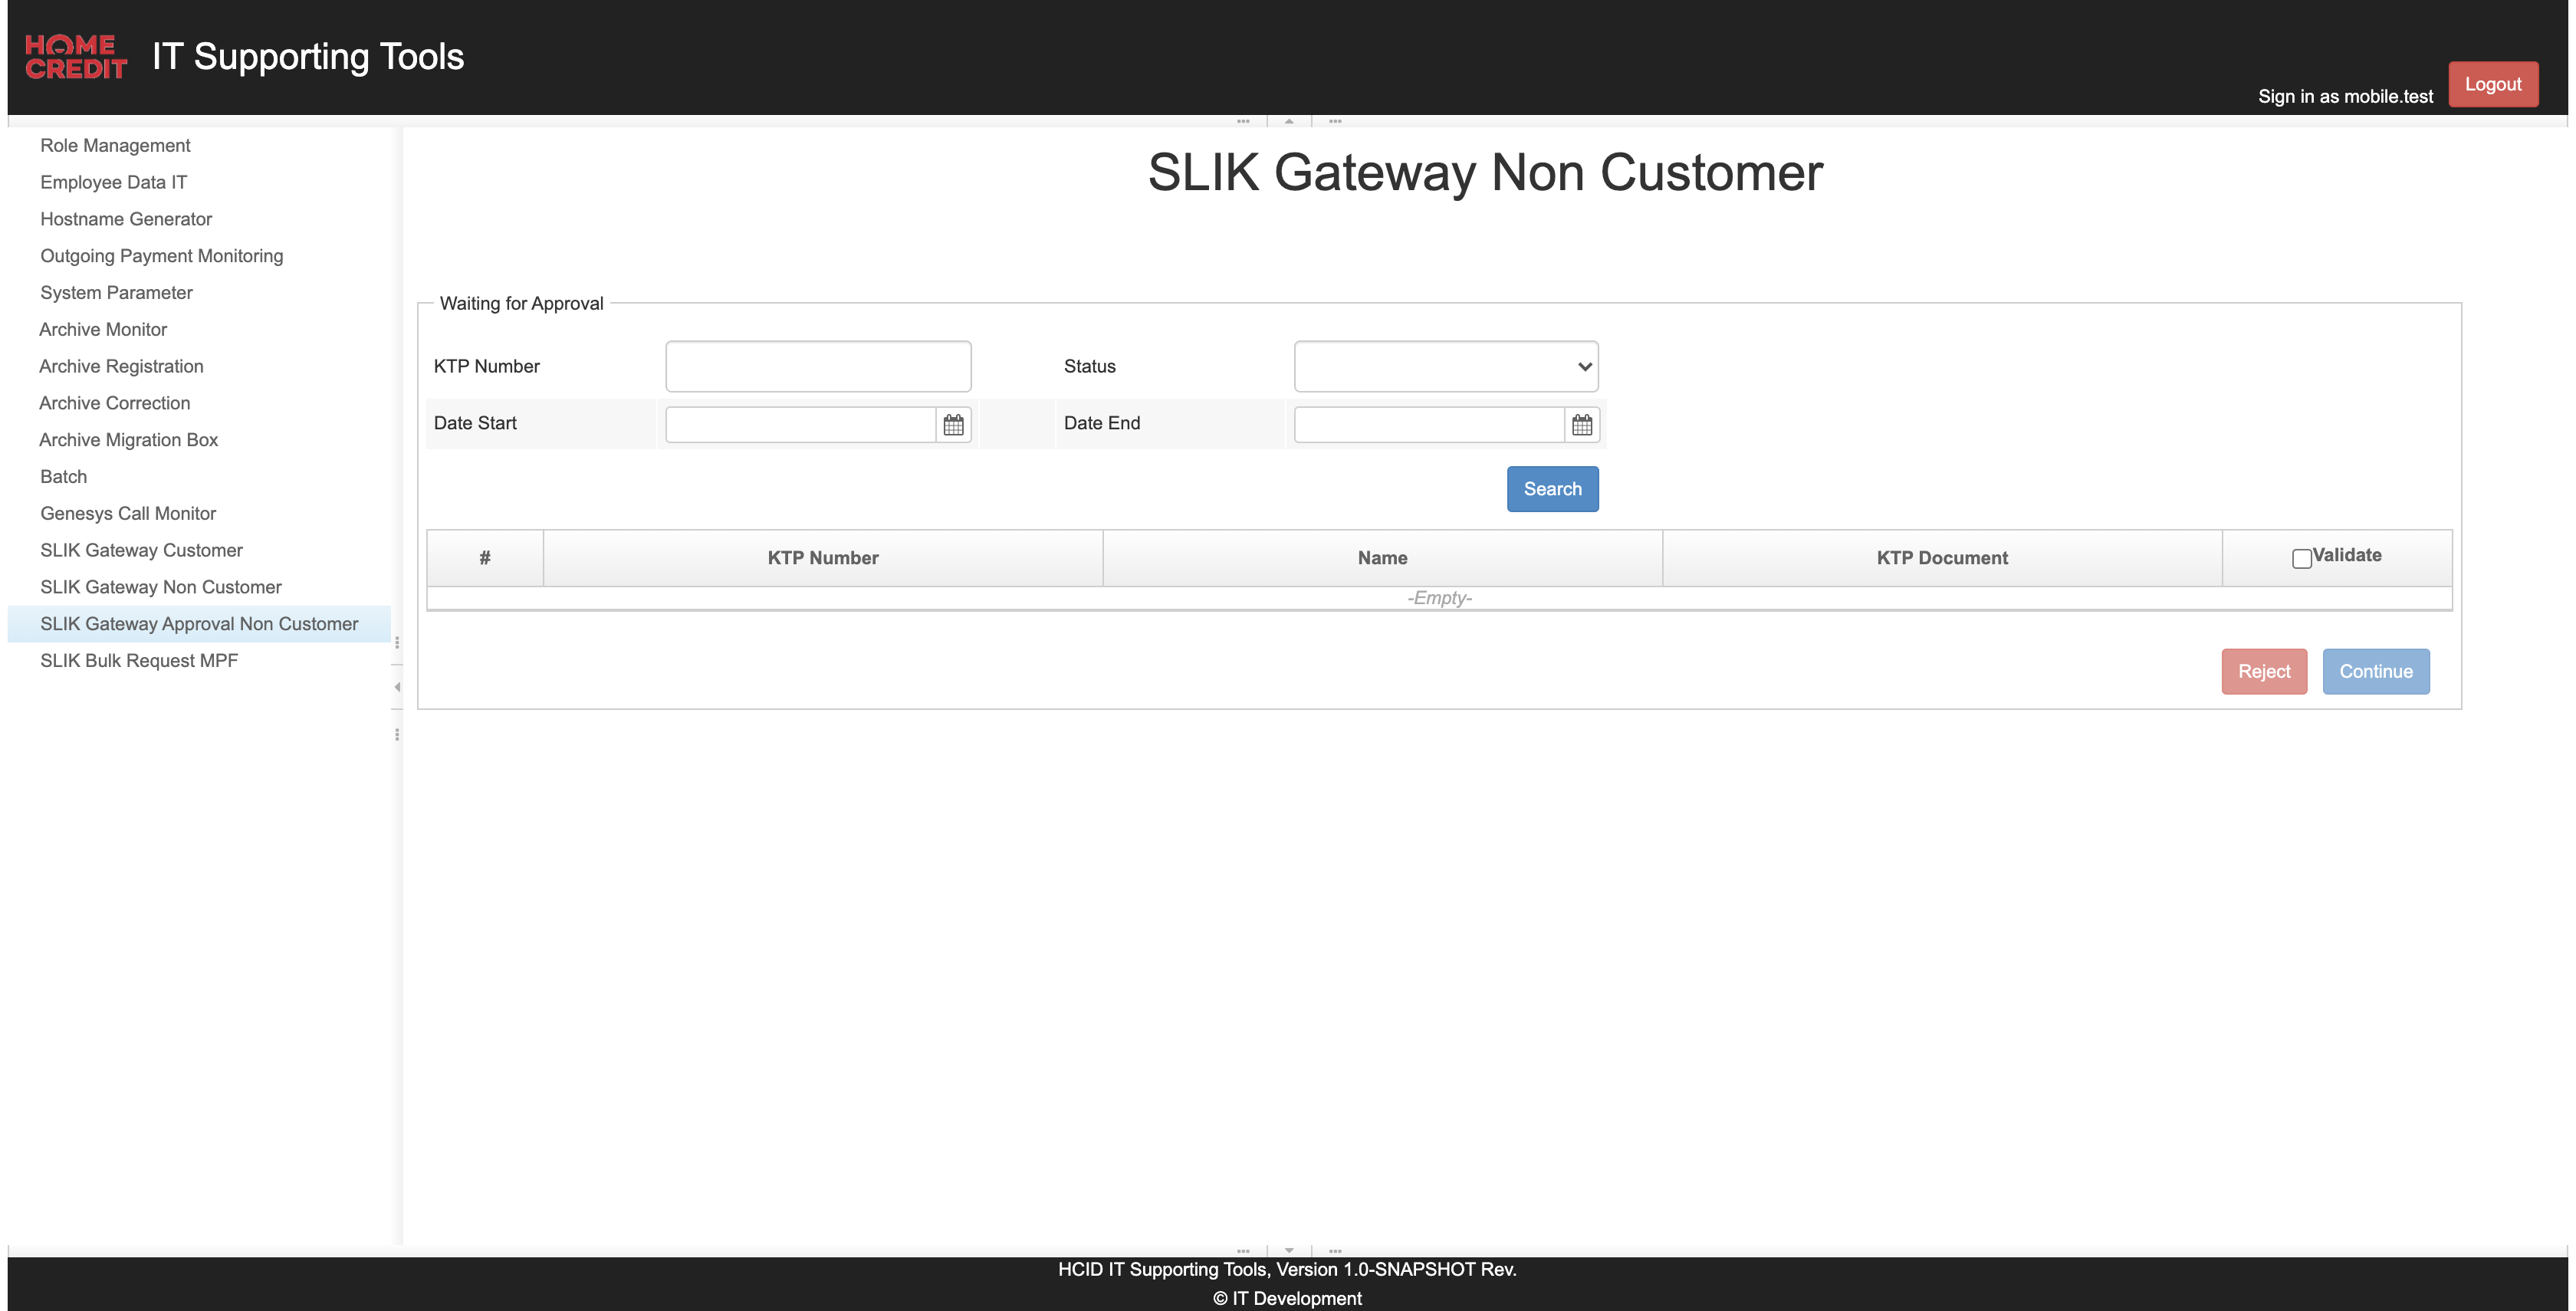 HOME
CREDIT
IT Supporting Tools
Sign in as mobile.test
Logout
Role Management
Employee Data IT
Hostname Generator
Outgoing Payment Monitoring
System Parameter
Archive Monitor
Archive Registration
Archive Correction
Archive Migration Box
Batch
Genesys Call Monitor
SLIK Gateway Customer
SLIK Gateway Non Customer
SLIK Gateway Approval Non Customer
SLIK Bulk Request MPF
SLIK Gateway Non Customer
Waiting for Approval
KTP Number
Status
Date Start
Date End
Search
# KTP Number Name KTP Document Validate
-Empty-
Reject
Continue
HCID IT Supporting Tools, Version 1.0-SNAPSHOT Rev.
© IT Development